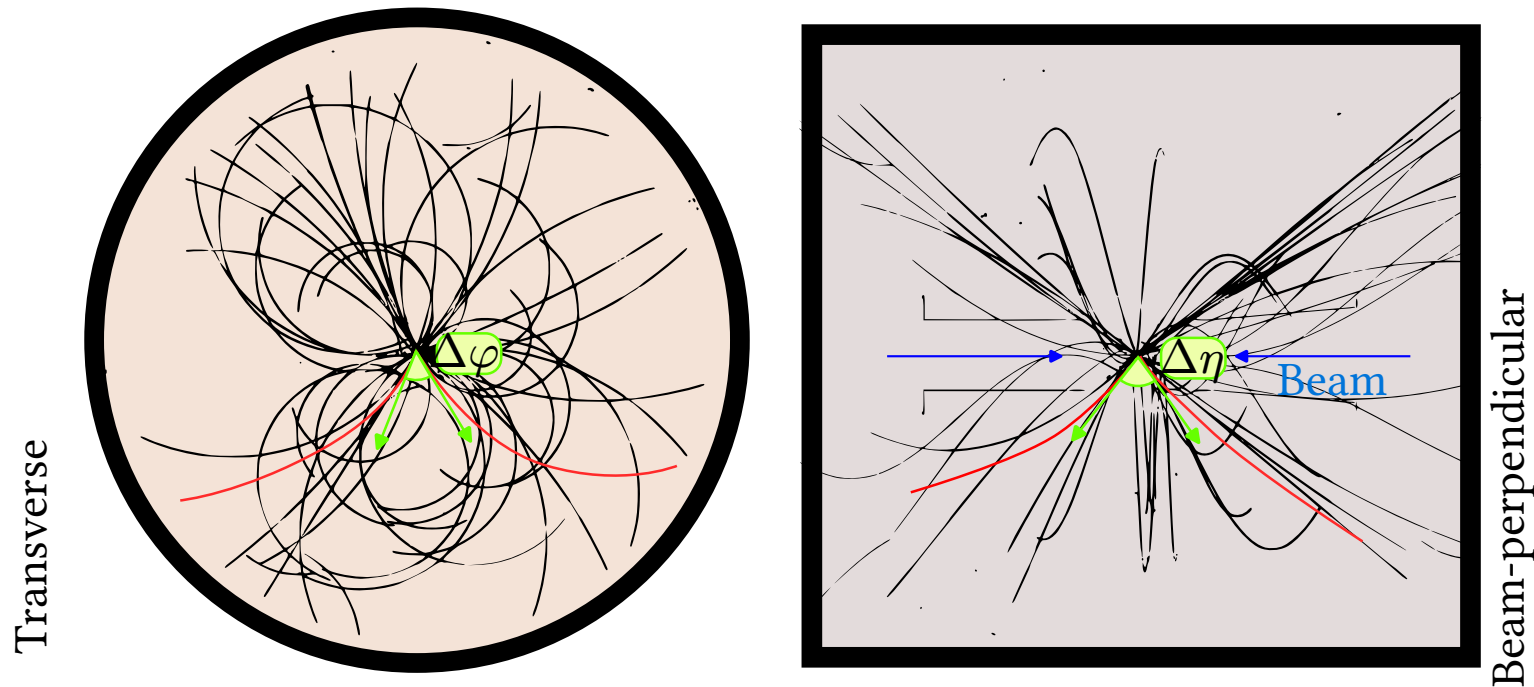 Transverse
Δφ
Δη
Beam
Beam-perpendicular